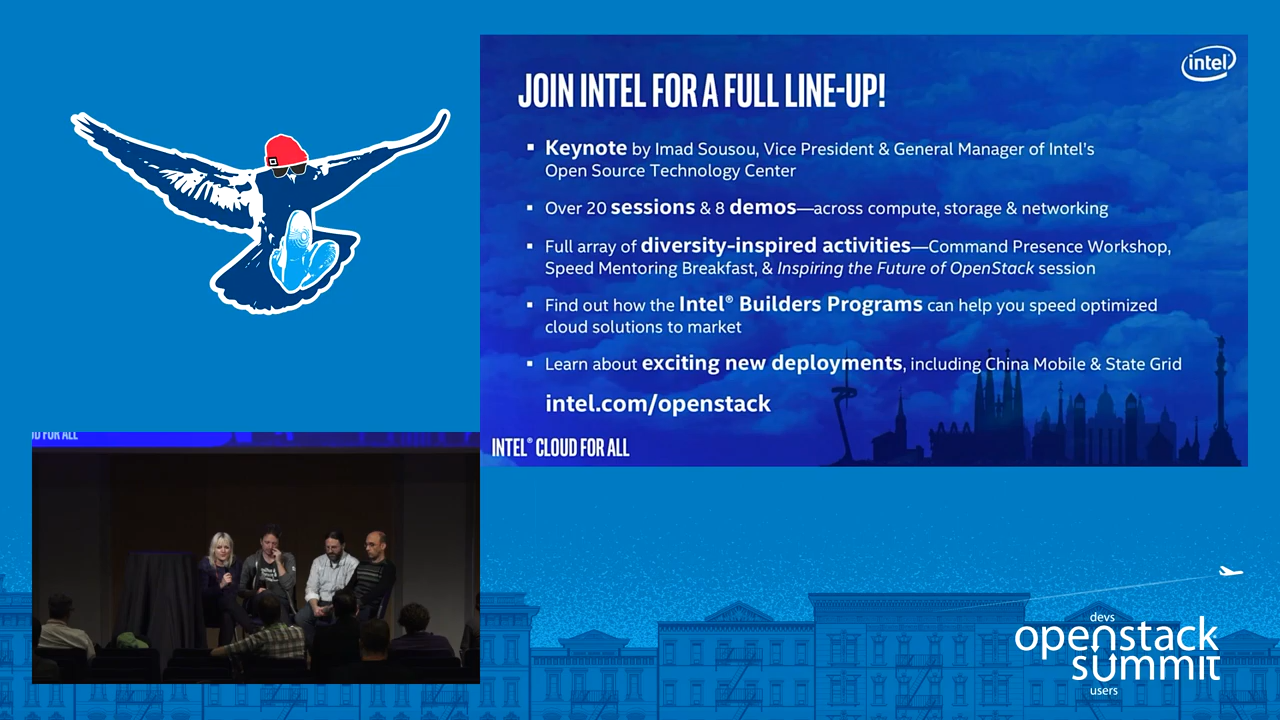 intel
JOIN INTEL FOR A FULL LINE-UP!
▪ Keynote by Imad Sousou, Vice President & General Manager of Intel's
Open Source Technology Center
▪ Over 20 sessions & 8 demos—across compute, storage & networking
▪ Full array of diversity-inspired activities—Command Presence Workshop,
Speed Mentoring Breakfast, & Inspiring the Future of OpenStack session
▪ Find out how the Intel® Builders Programs can help you speed optimized
cloud solutions to market
▪ Learn about exciting new deployments, including China Mobile & State Grid
intel.com/openstack
INTEL® CLOUD FOR ALL
UD FOR ALL
devs
openstack
summit
users